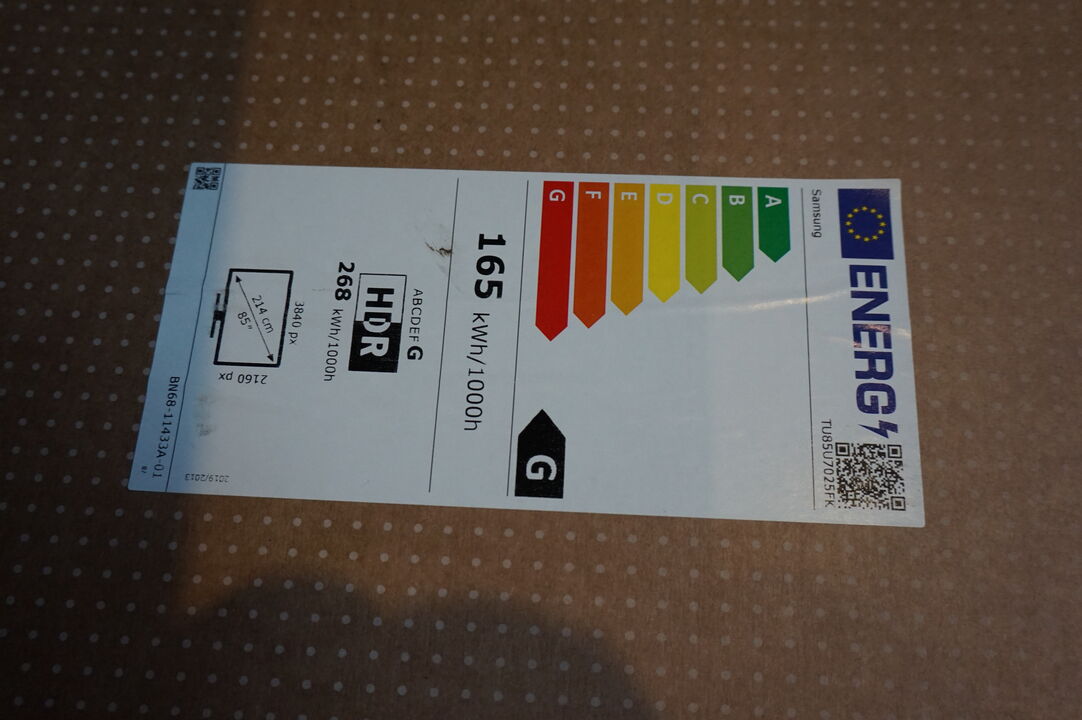 ENERG
Samsung
TU85U7025FK
A
B
C
D
E
F
G
G
165 kWh/1000h
ABCDEFG
HDR
268 kWh/1000h
3840 px
2160 px
214 cm
85"
2019/2013
BN68-11433A-01